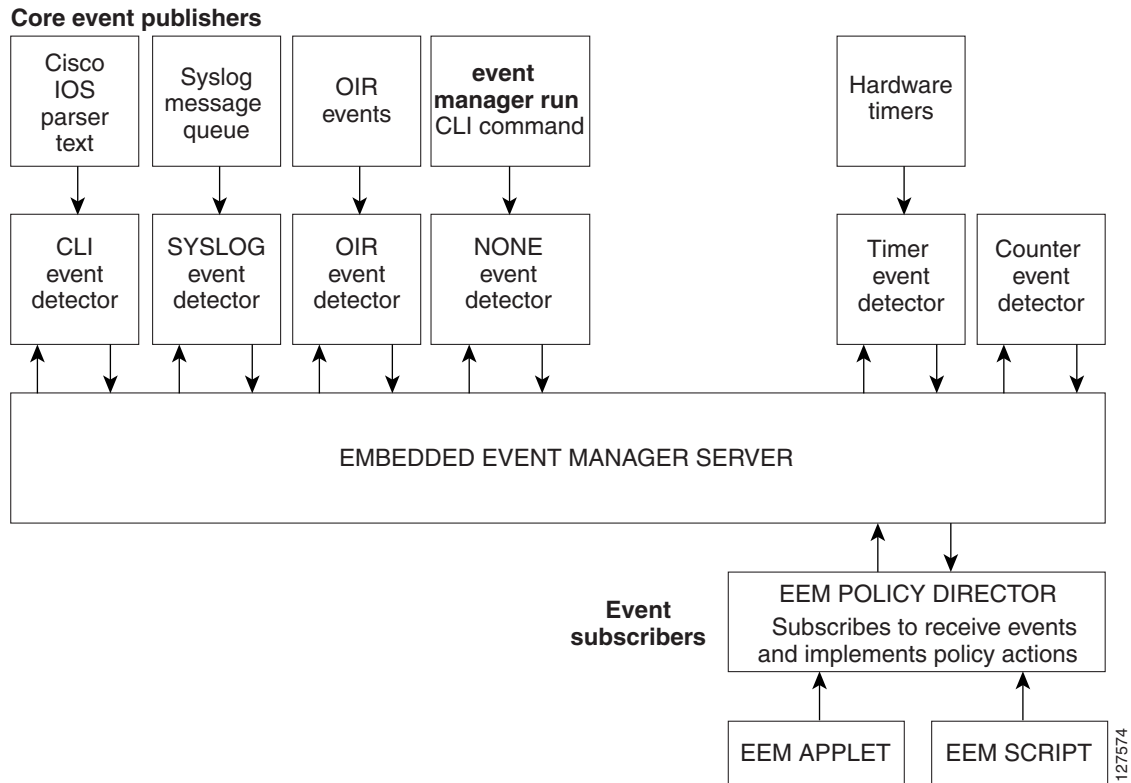 Core event publishers
Cisco
IOS
parser
text
Syslog
message
queue
OIR
events
event
manager run
CLI command
Hardware
timers
CLI
event
detector
SYSLOG
event
detector
OIR
event
detector
NONE
event
detector
Timer
event
detector
Counter
event
detector
EMBEDDED EVENT MANAGER SERVER
Event
subscribers
EEM POLICY DIRECTOR
Subscribes to receive events
and implements policy actions
EEM APPLET
EEM SCRIPT
127574